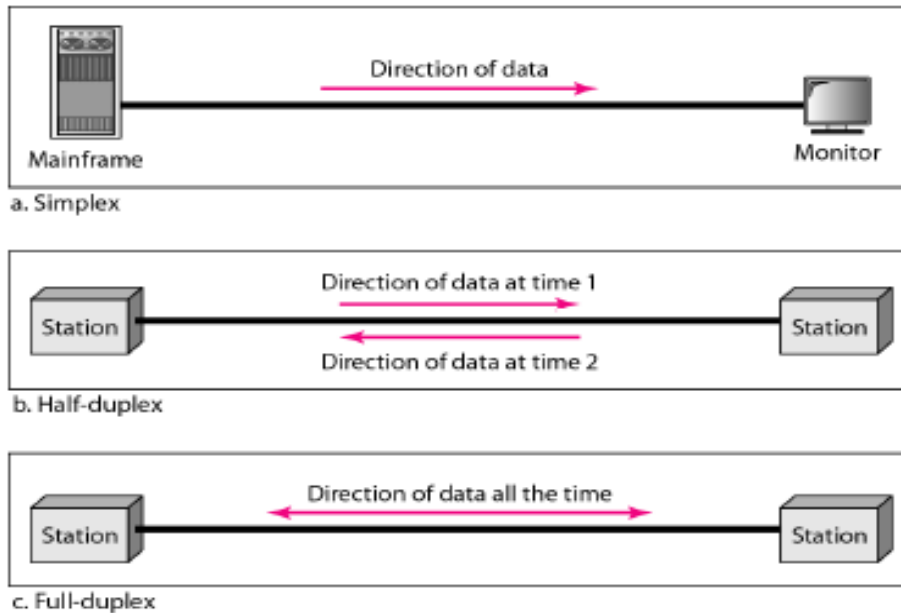 Direction of data
Mainframe
Monitor
a. Simplex
Direction of data at time 1
Station
Station
Direction of data at time 2
b. Half-duplex
Direction of data all the time
Station
Station
c. Full-duplex